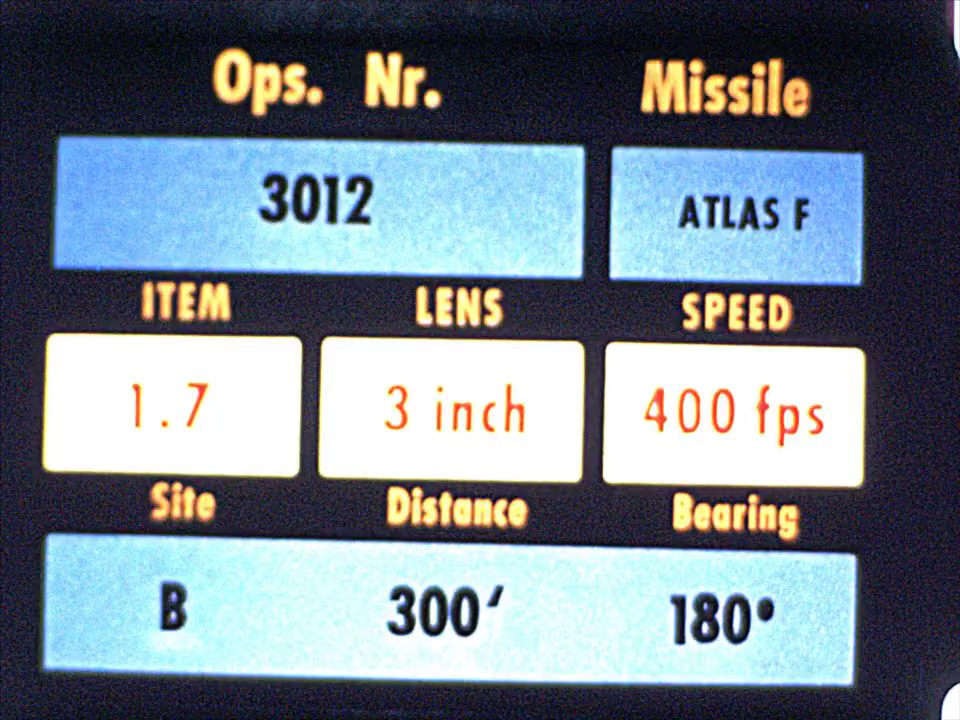 Ops. Nr. Missile
3012 ATLAS F
ITEM LENS SPEED
1.7 3 inch 400 fps
Site Distance Bearing
B 300′ 180°